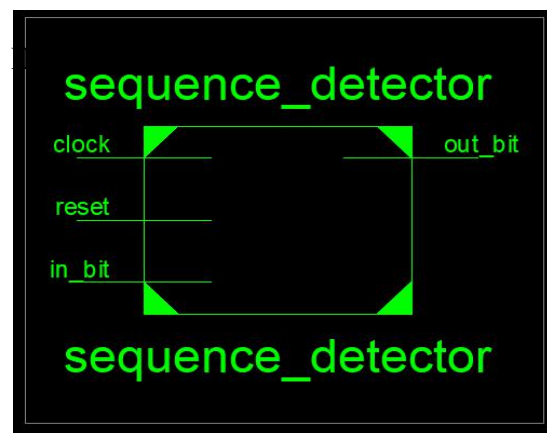 sequence_detector
clock
out_bit
reset
in_bit
sequence_detector